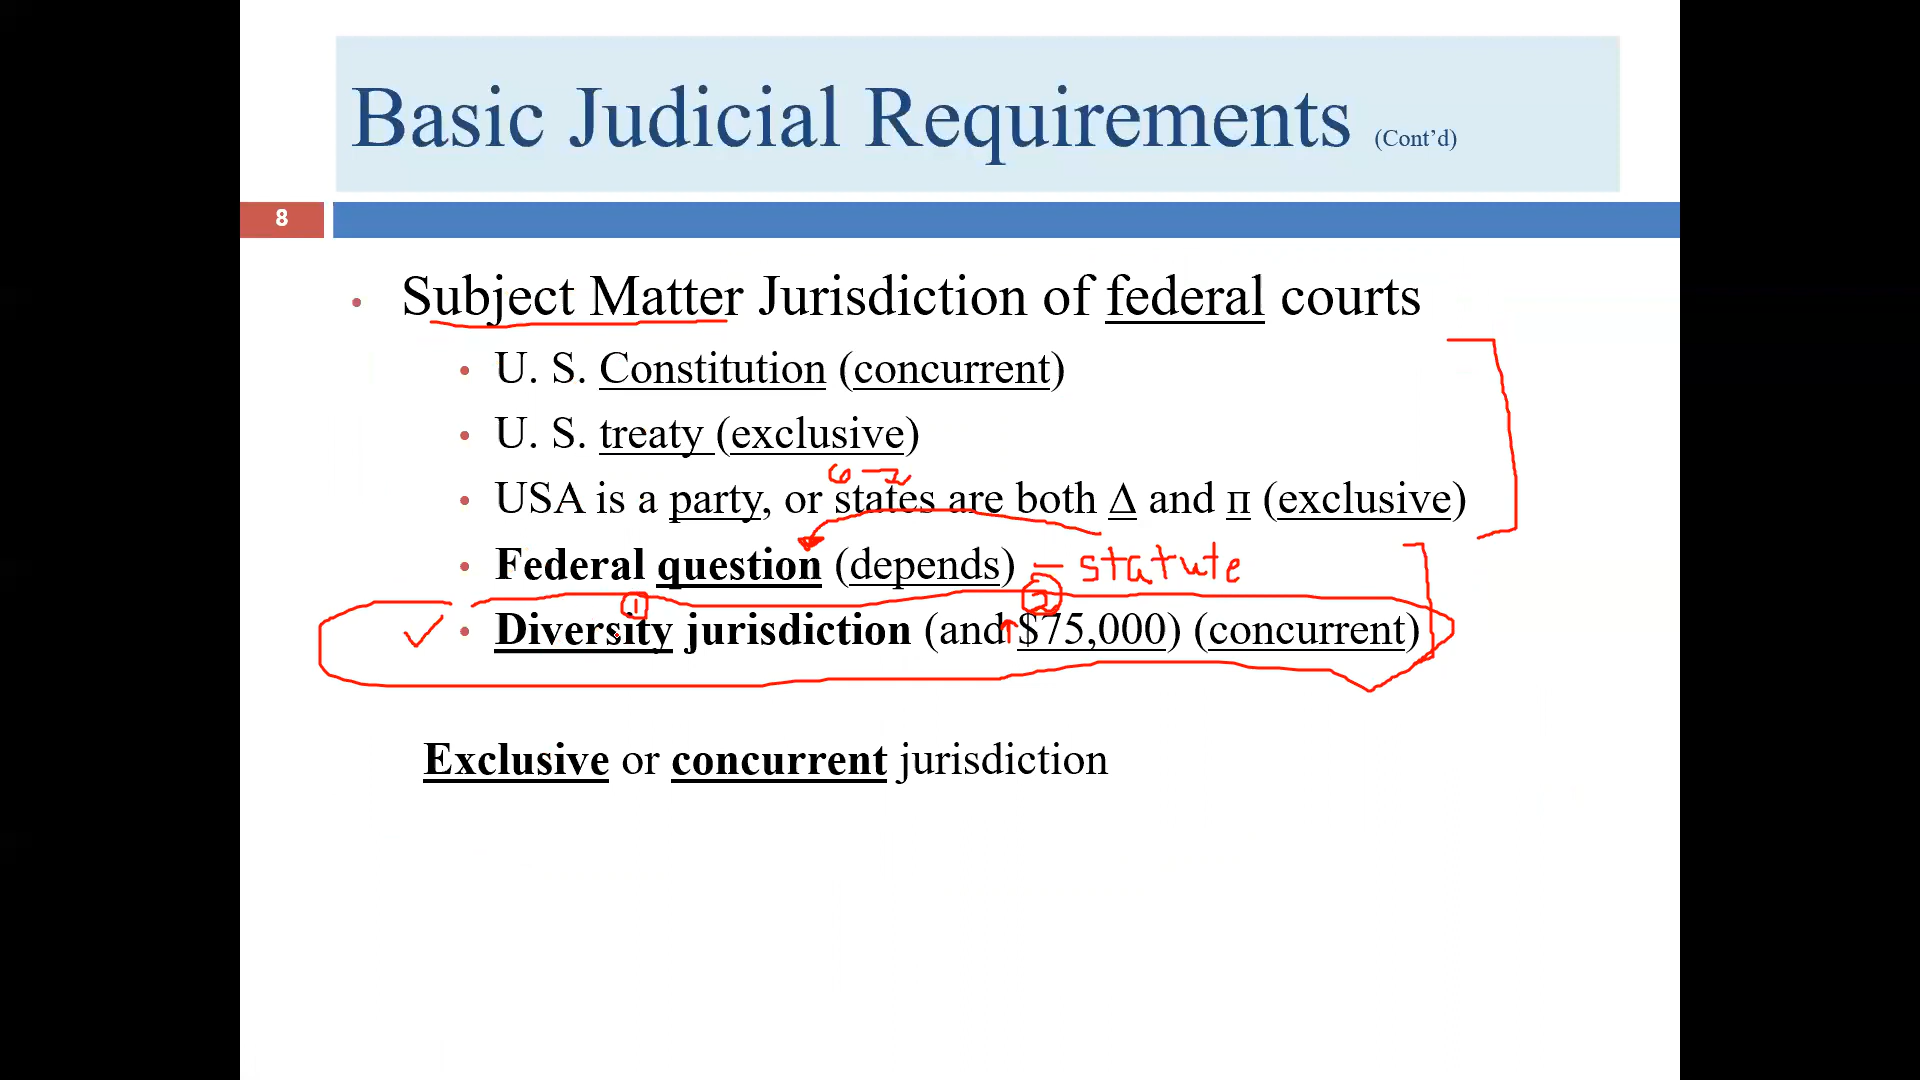 Basic Judicial Requirements (Cont’d)
8
• Subject Matter Jurisdiction of federal courts
• U. S. Constitution (concurrent)
• U. S. treaty (exclusive)
• USA is a party, or states are both Δ and π (exclusive)
• Federal question (depends) – statute
① ②
✓ • Diversity jurisdiction (and ↑ $75,000) (concurrent)
Exclusive or concurrent jurisdiction